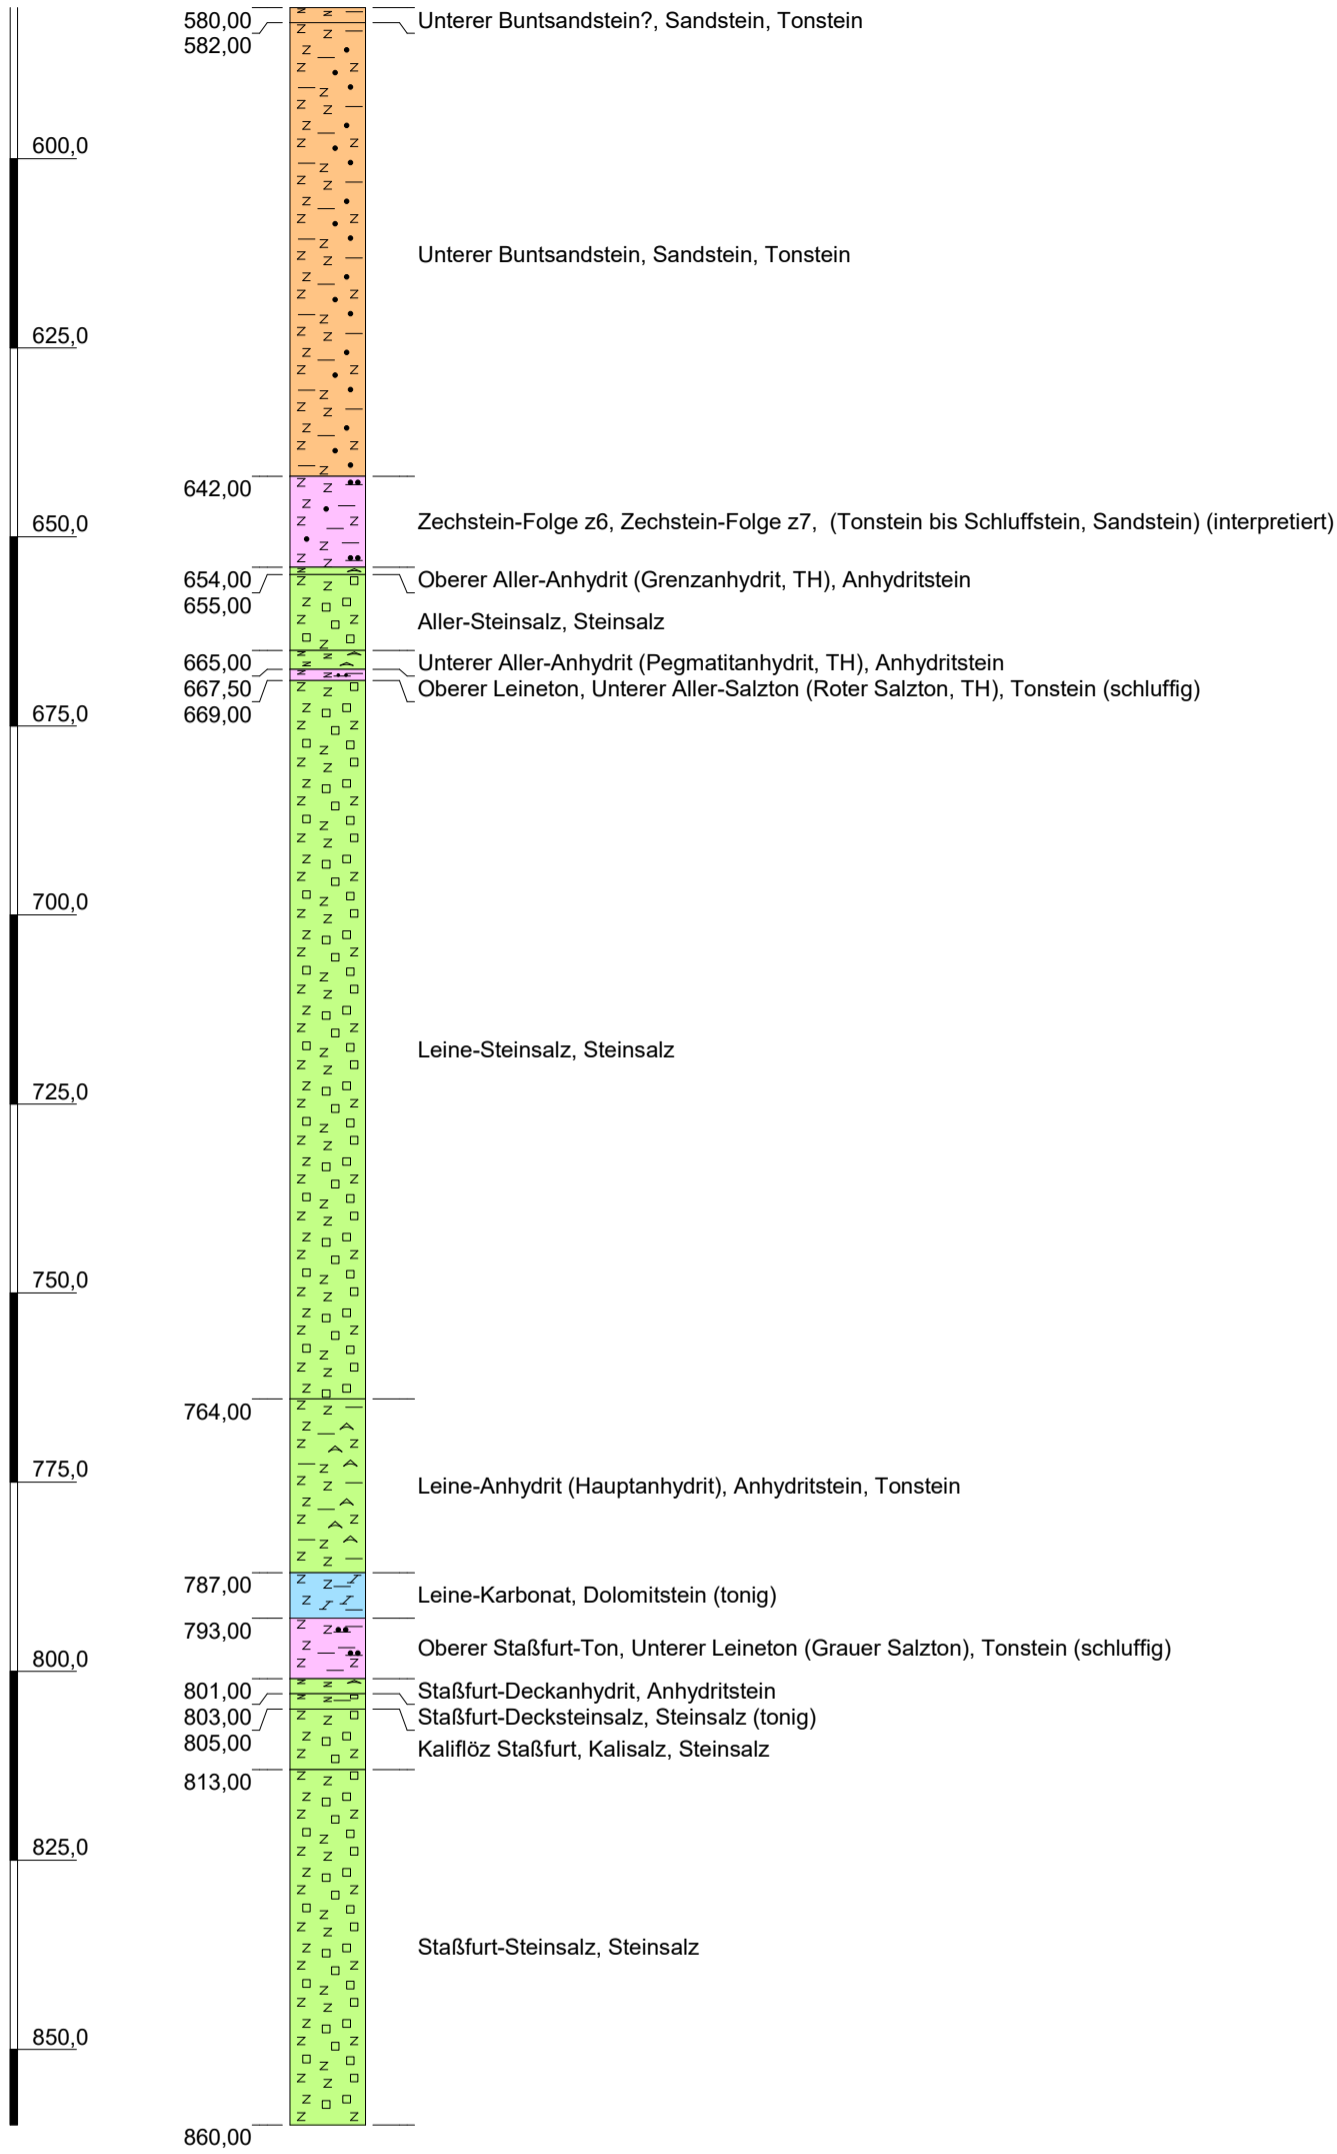 580,00 Unterer Buntsandstein?, Sandstein, Tonstein
582,00
600,0
Unterer Buntsandstein, Sandstein, Tonstein
625,0
642,00
650,0 Zechstein-Folge z6, Zechstein-Folge z7,  (Tonstein bis Schluffstein, Sandstein) (interpretiert)
654,00 Oberer Aller-Anhydrit (Grenzanhydrit, TH), Anhydritstein
655,00
Aller-Steinsalz, Steinsalz
665,00 Unterer Aller-Anhydrit (Pegmatitanhydrit, TH), Anhydritstein
667,50 Oberer Leineton, Unterer Aller-Salzton (Roter Salzton, TH), Tonstein (schluffig)
669,00
675,0
700,0
Leine-Steinsalz, Steinsalz
725,0
750,0
764,00
775,0
Leine-Anhydrit (Hauptanhydrit), Anhydritstein, Tonstein
787,00
Leine-Karbonat, Dolomitstein (tonig)
793,00
Oberer Staßfurt-Ton, Unterer Leineton (Grauer Salzton), Tonstein (schluffig)
800,0
801,00 Staßfurt-Deckanhydrit, Anhydritstein
803,00 Staßfurt-Decksteinsalz, Steinsalz (tonig)
805,00
Kaliflöz Staßfurt, Kalisalz, Steinsalz
813,00
825,0
Staßfurt-Steinsalz, Steinsalz
850,0
860,00